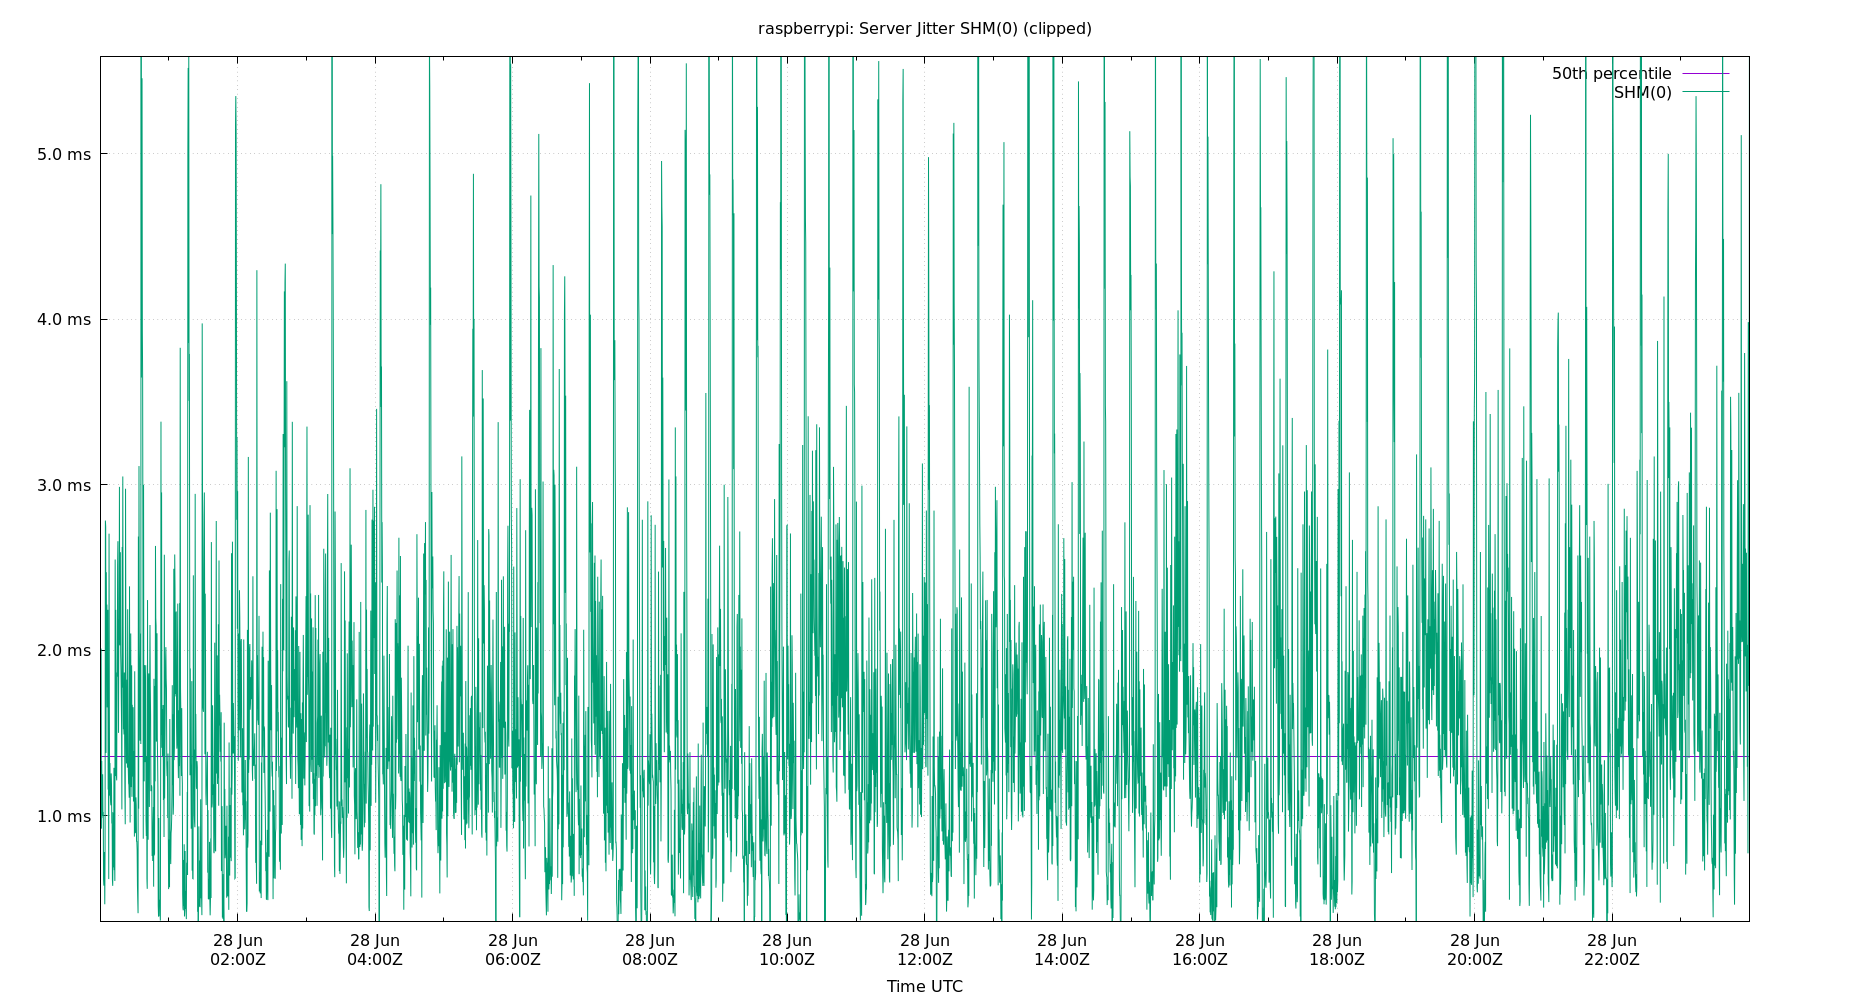 raspberrypi: Server Jitter SHM(0) (clipped)
50th percentile
SHM(0)
5.0 ms
4.0 ms
3.0 ms
2.0 ms
1.0 ms
28 Jun 28 Jun 28 Jun 28 Jun 28 Jun 28 Jun 28 Jun 28 Jun 28 Jun 28 Jun 28 Jun
02:00Z 04:00Z 06:00Z 08:00Z 10:00Z 12:00Z 14:00Z 16:00Z 18:00Z 20:00Z 22:00Z
Time UTC